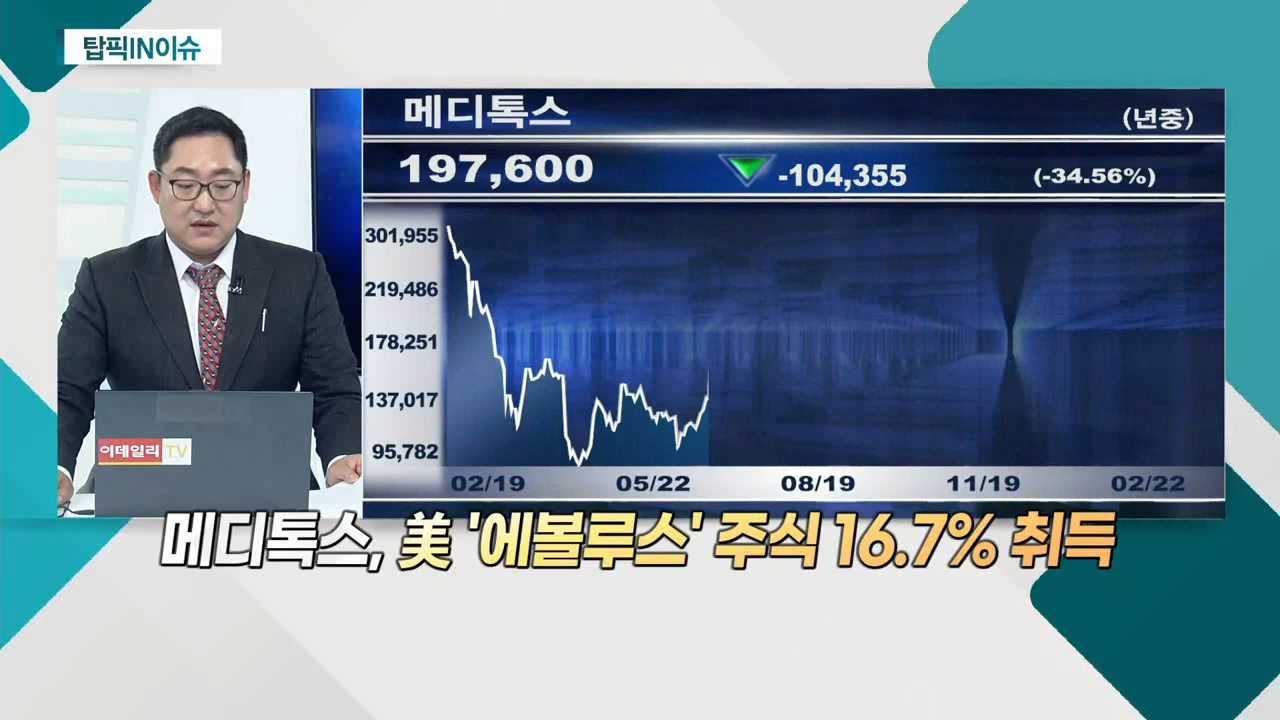 탑픽IN이슈
메디톡스
(년중)
197,600
-104,355
(-34.56%)
301,955
219,486
178,251
137,017
95,782
02/19
05/22
08/19
11/19
02/22
이데일리 TV
메디톡스, 美 '에볼루스' 주식 16.7% 취득